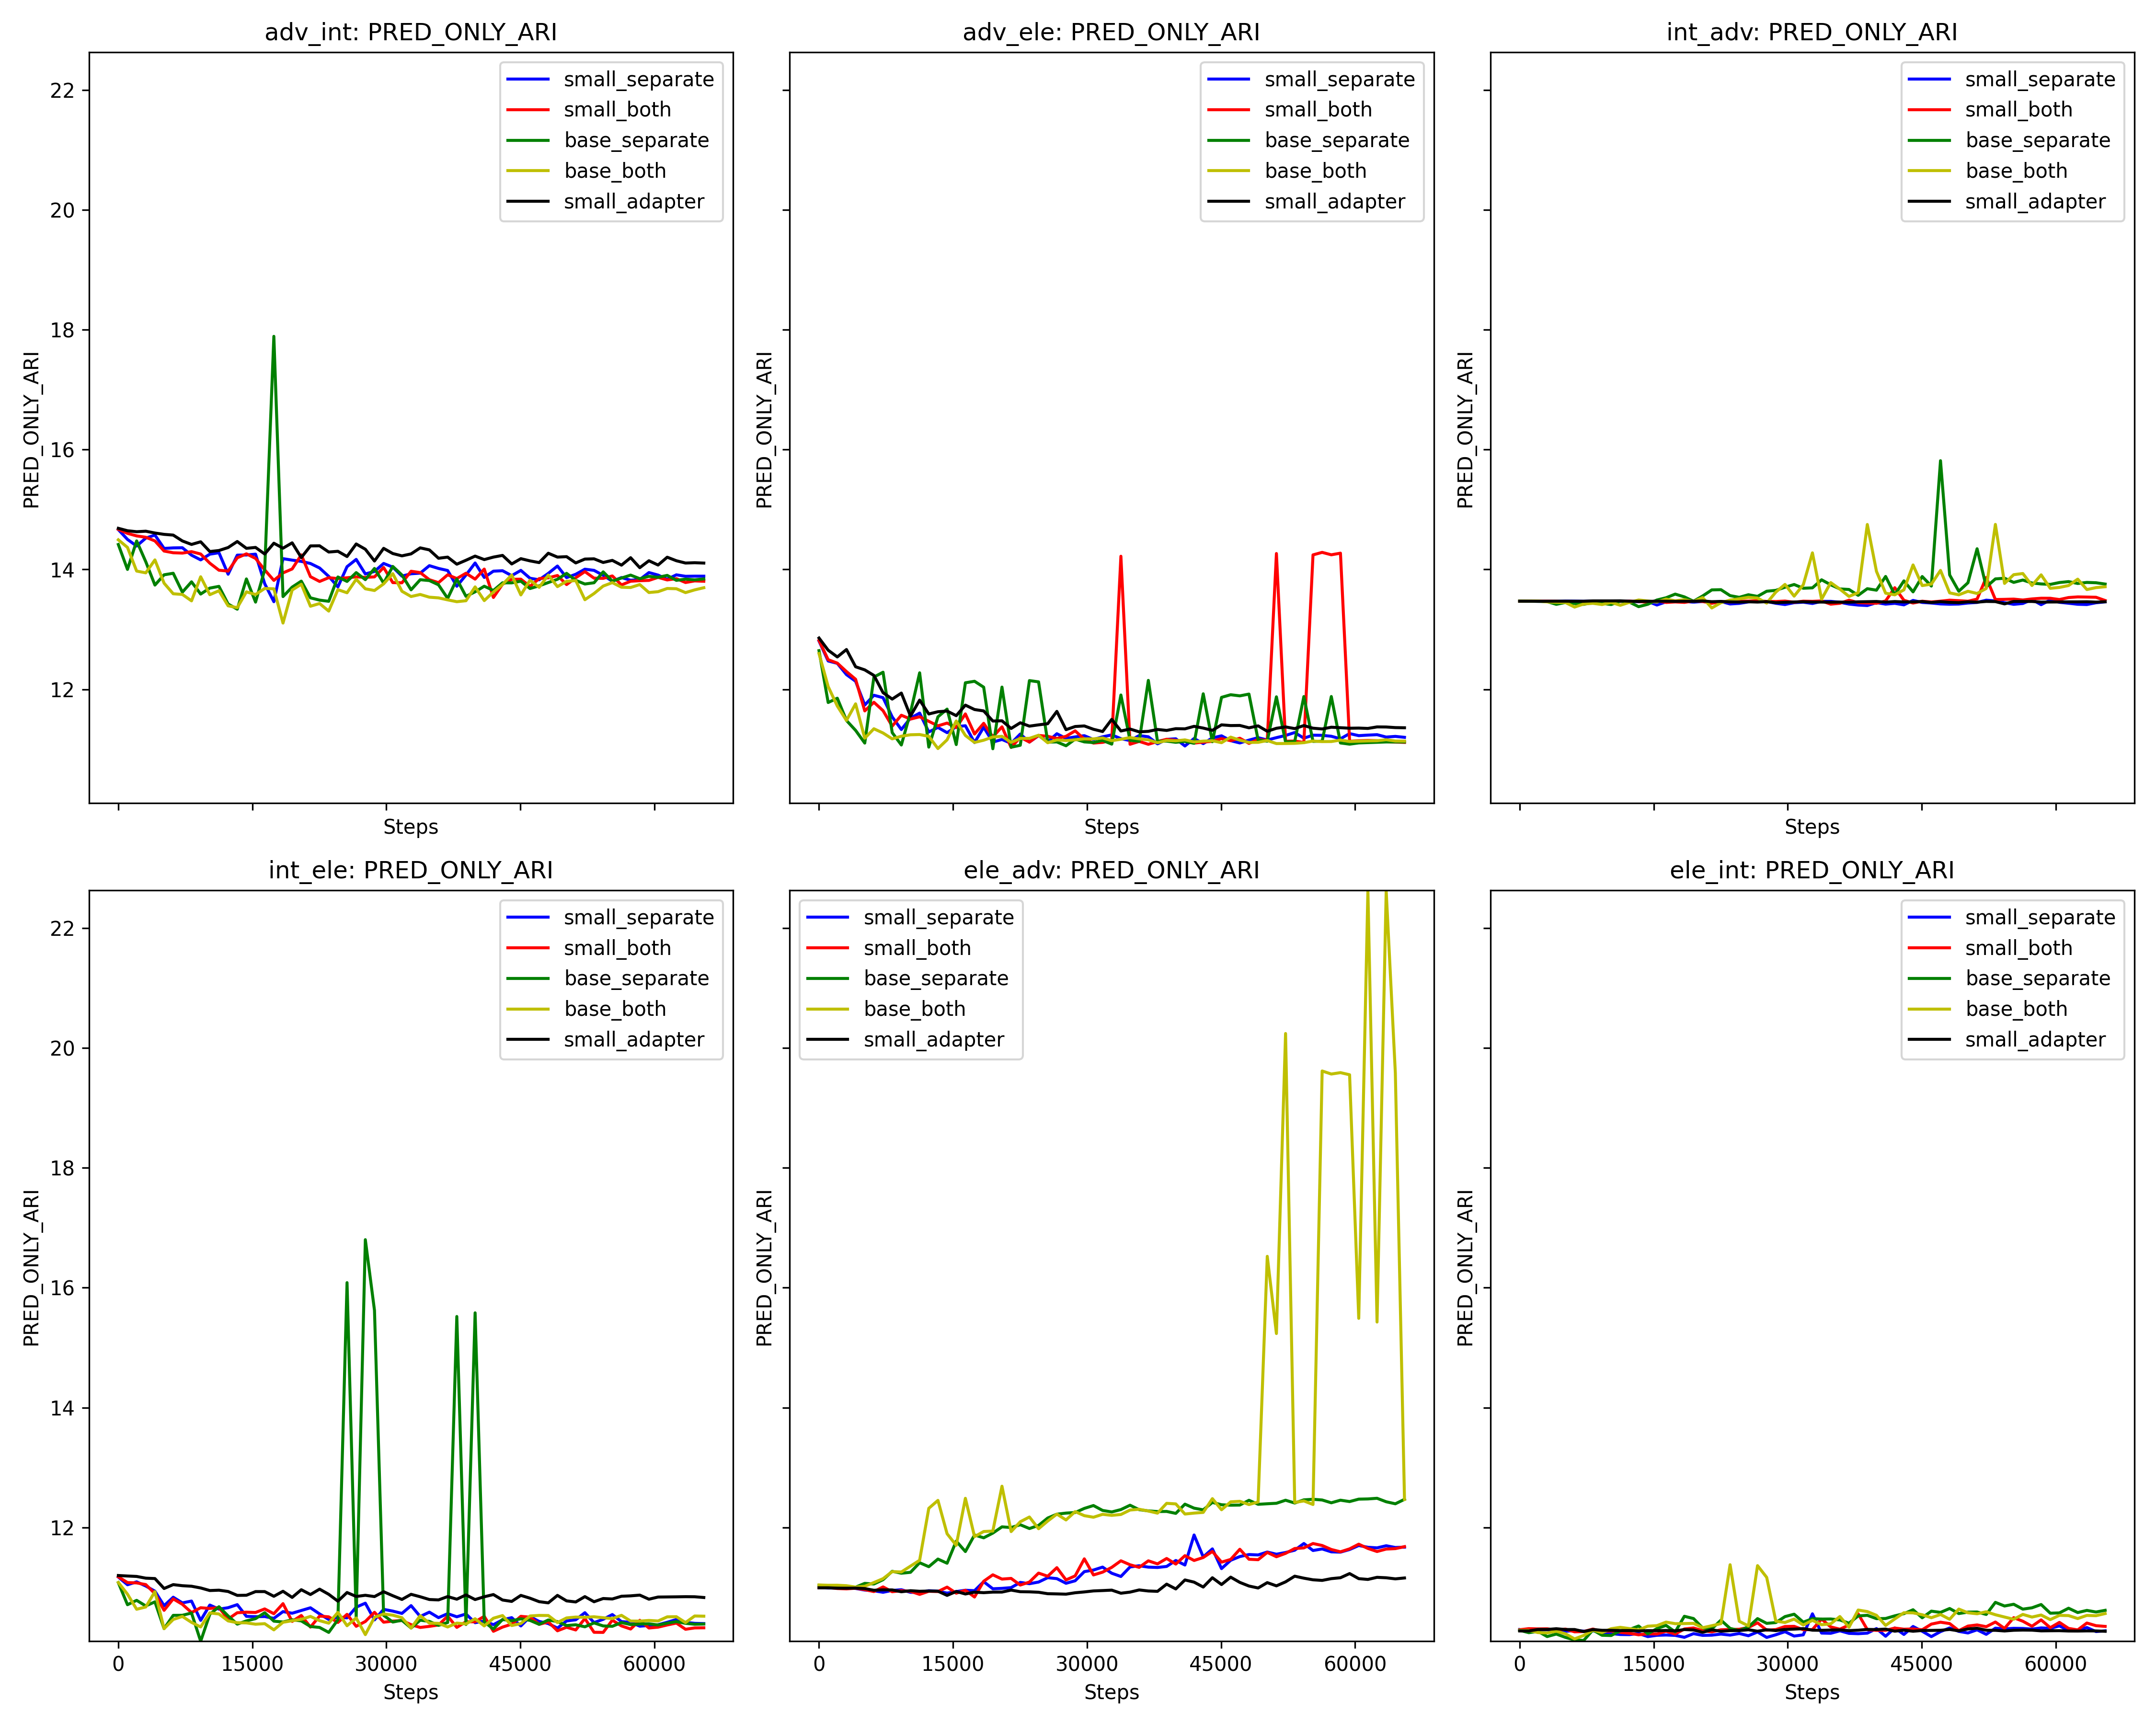 adv_int: PRED_ONLY_ARI
22
20
18
16
14
12
PRED_ONLY_ARI
Steps
small_separate
small_both
base_separate
base_both
small_adapter
adv_ele: PRED_ONLY_ARI
PRED_ONLY_ARI
Steps
small_separate
small_both
base_separate
base_both
small_adapter
int_adv: PRED_ONLY_ARI
PRED_ONLY_ARI
Steps
small_separate
small_both
base_separate
base_both
small_adapter
int_ele: PRED_ONLY_ARI
22
20
18
16
14
12
PRED_ONLY_ARI
0 15000 30000 45000 60000
Steps
small_separate
small_both
base_separate
base_both
small_adapter
ele_adv: PRED_ONLY_ARI
PRED_ONLY_ARI
0 15000 30000 45000 60000
Steps
small_separate
small_both
base_separate
base_both
small_adapter
ele_int: PRED_ONLY_ARI
PRED_ONLY_ARI
0 15000 30000 45000 60000
Steps
small_separate
small_both
base_separate
base_both
small_adapter